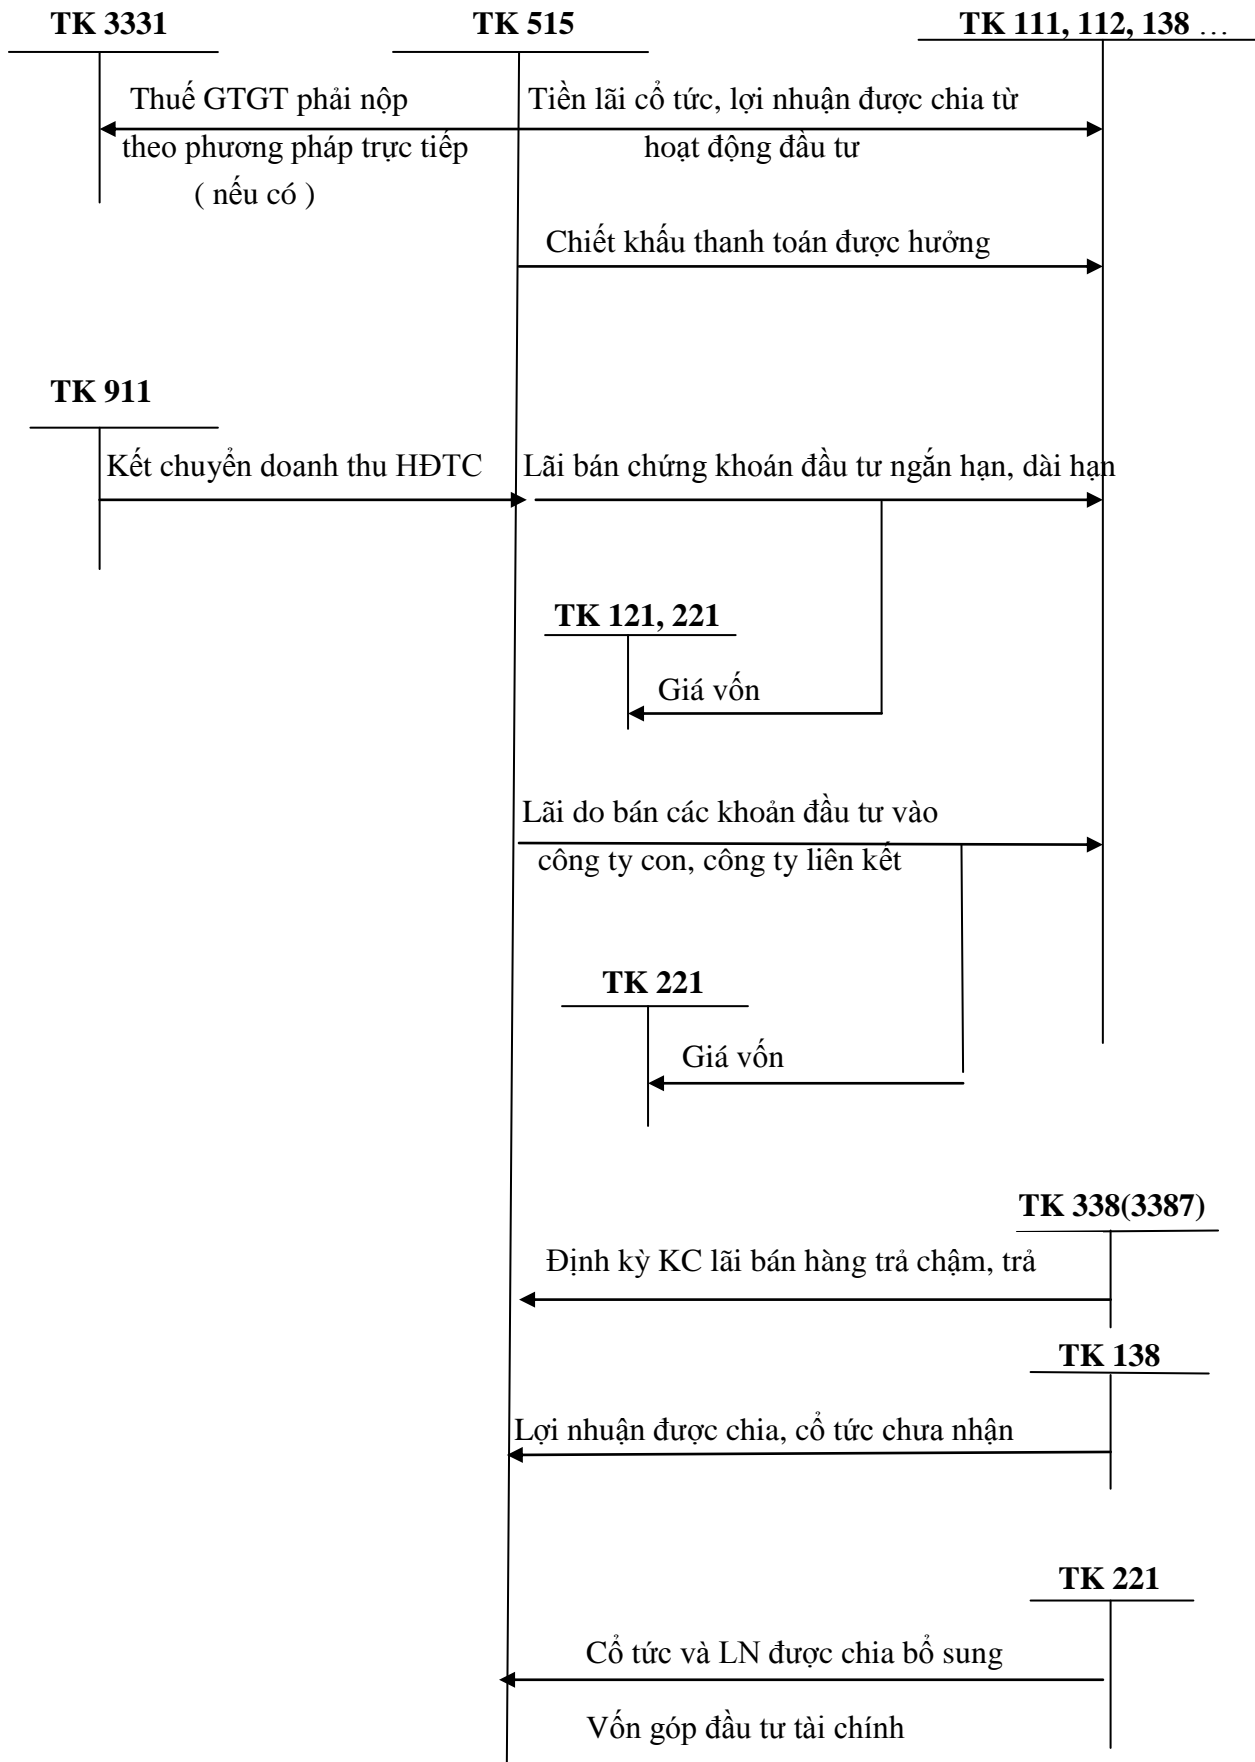 TK 3331
TK 515
TK 111, 112, 138 …
Thuế GTGT phải nộp
theo phương pháp trực tiếp
( nếu có )
Tiền lãi cổ tức, lợi nhuận được chia từ
hoạt động đầu tư
Chiết khấu thanh toán được hưởng
TK 911
Kết chuyển doanh thu HĐTC
Lãi bán chứng khoán đầu tư ngắn hạn, dài hạn
TK 121, 221
Giá vốn
Lãi do bán các khoản đầu tư vào
công ty con, công ty liên kết
TK 221
Giá vốn
TK 338(3387)
Định kỳ KC lãi bán hàng trả chậm, trả
TK 138
Lợi nhuận được chia, cổ tức chưa nhận
TK 221
Cổ tức và LN được chia bổ sung
Vốn góp đầu tư tài chính